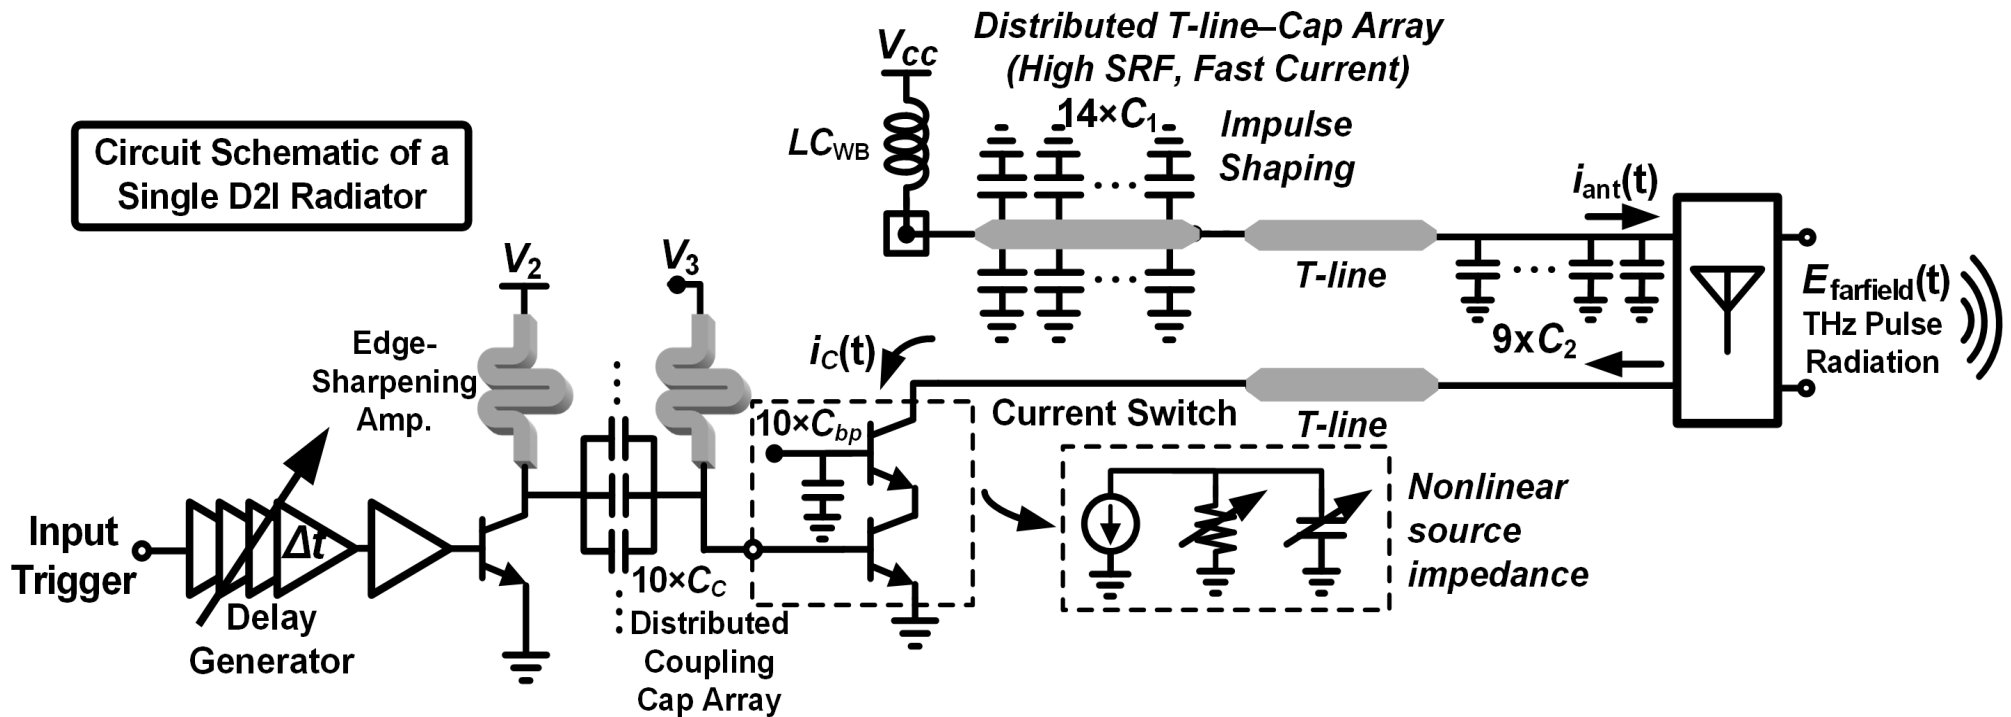 Circuit Schematic of a
Single D2I Radiator
Distributed T-line–Cap Array
(High SRF, Fast Current)
VCC
LCWB
14×C1
Impulse
Shaping
T-line
iant(t)
9xC2
Efarfield(t)
THz Pulse
Radiation
V2
V3
Edge-
Sharpening
Amp.
iC(t)
Current Switch
T-line
10×Cbp
Nonlinear
source
impedance
Input
Trigger
Δt
Delay
Generator
10×CC
Distributed
Coupling
Cap Array